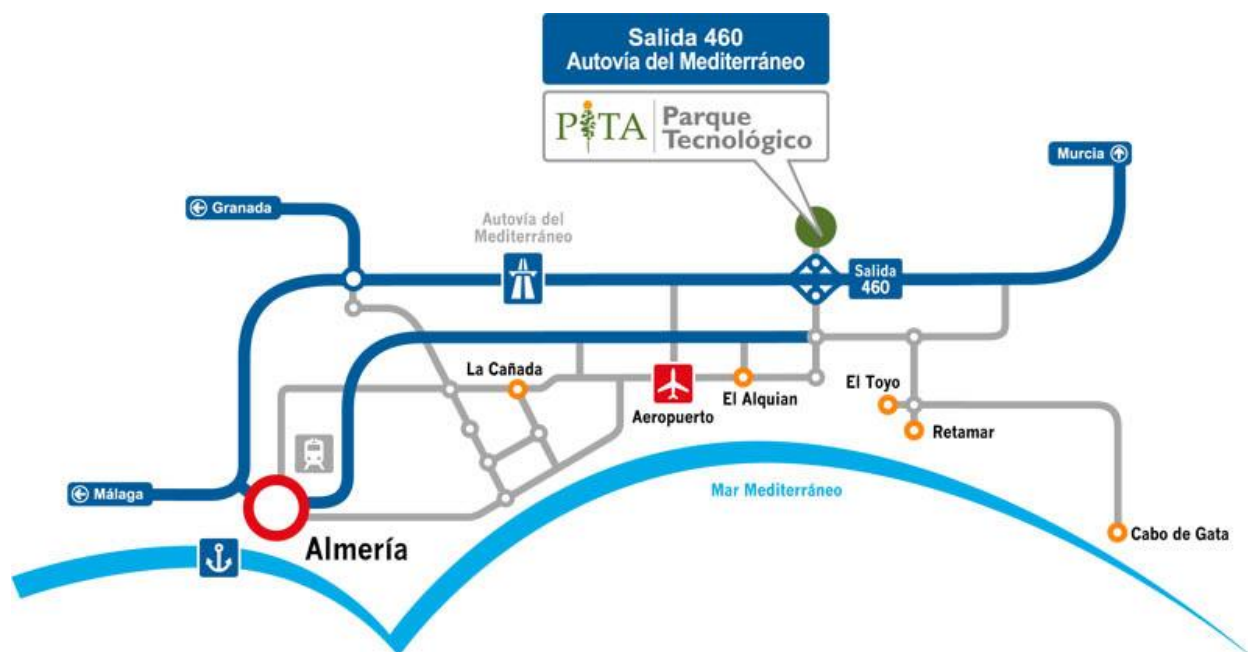 Salida 460
Autovía del Mediterráneo
PITA
Parque
Tecnológico
Murcia
Granada
Autovía del
Mediterráneo
Salida
460
La Cañada
El Toyo
El Alquian
Aeropuerto
Retamar
Málaga
Mar Mediterráneo
Almería
Cabo de Gata